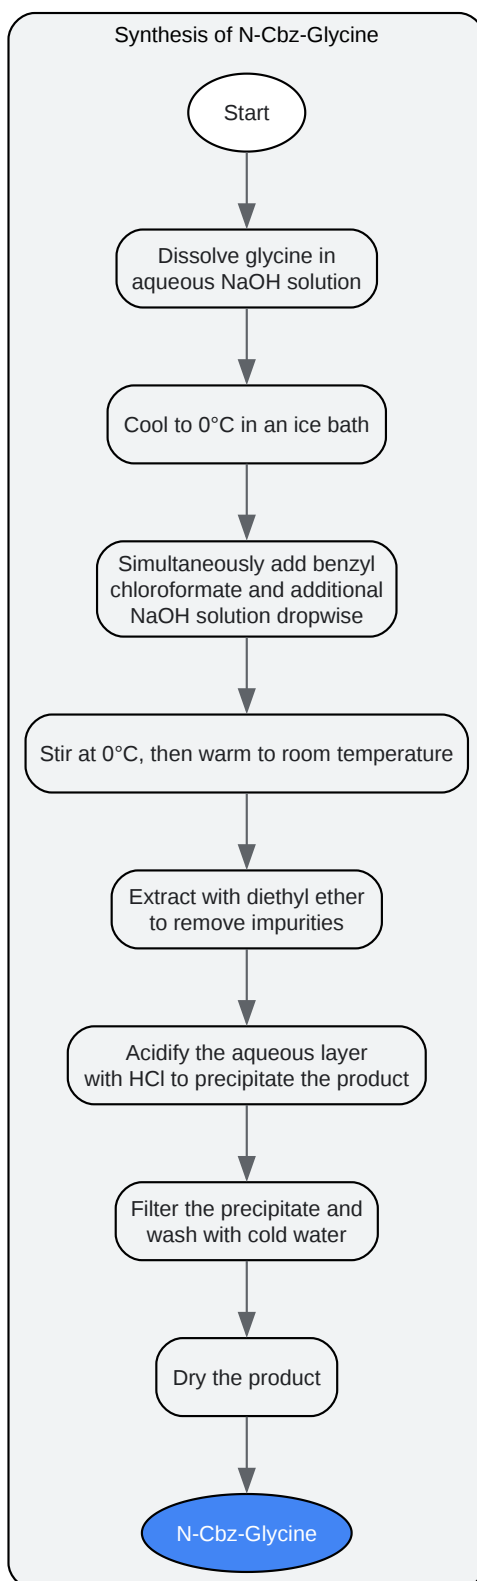 Synthesis of N-Cbz-Glycine
Start
Dissolve glycine in
aqueous NaOH solution
Cool to 0°C in an ice bath
Simultaneously add benzyl
chloroformate and additional
NaOH solution dropwise
Stir at 0°C, then warm to room temperature
Extract with diethyl ether
to remove impurities
Acidify the aqueous layer
with HCl to precipitate the product
Filter the precipitate and
wash with cold water
Dry the product
N-Cbz-Glycine